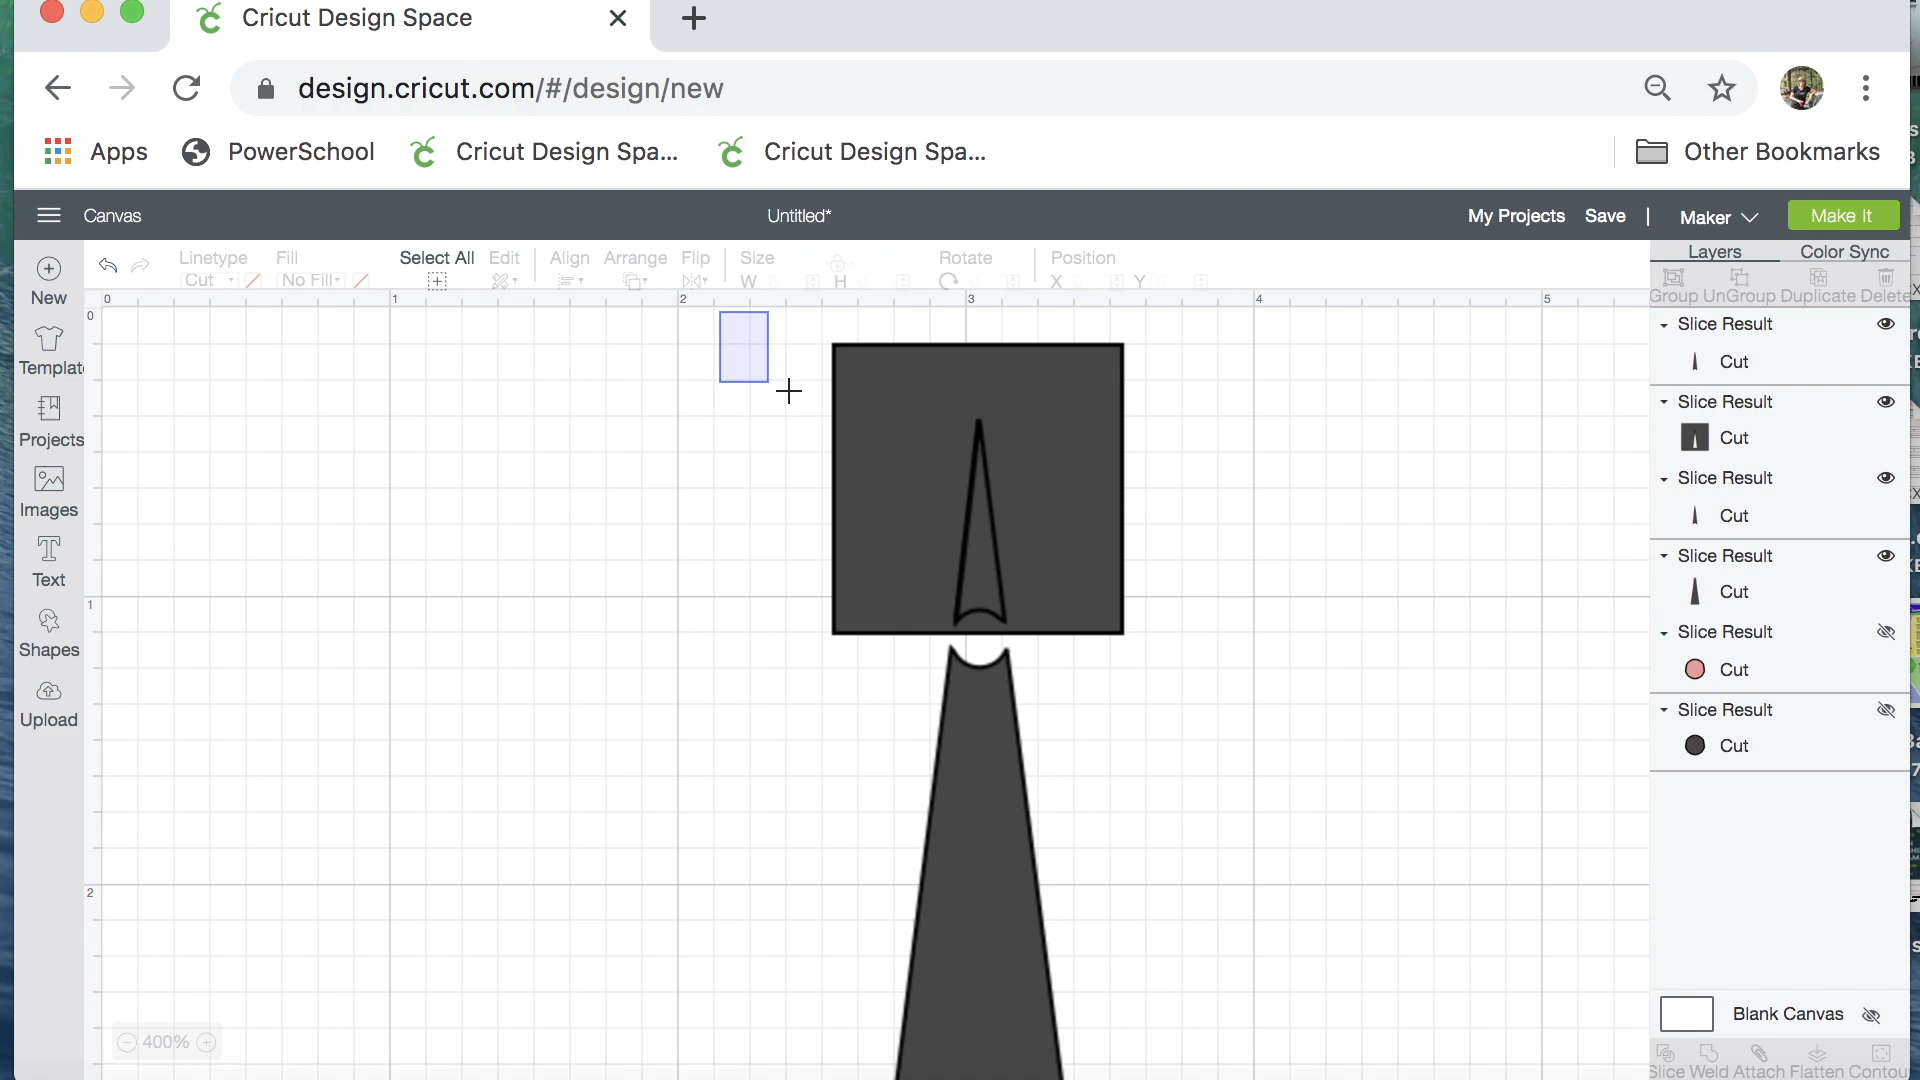 Cricut Design Space
design.cricut.com/#/design/new
Apps PowerSchool Cricut Design Spa... Cricut Design Spa... Other Bookmarks
Canvas Untitled* My Projects Save | Maker Make It
Linetype Fill Select All Edit Align Arrange Flip Size Rotate Position Layers Color Sync
Cut No Fill W H X Y
Group UnGroup Duplicate Delete
0 1 2 3 4 5
0
1
2
New
Templat
Projects
Images
Text
Shapes
Upload
Slice Result
Cut
Slice Result
Cut
Slice Result
Cut
Slice Result
Cut
Slice Result
Cut
Slice Result
Cut
400%
Blank Canvas
Slice Weld Attach Flatten Contou